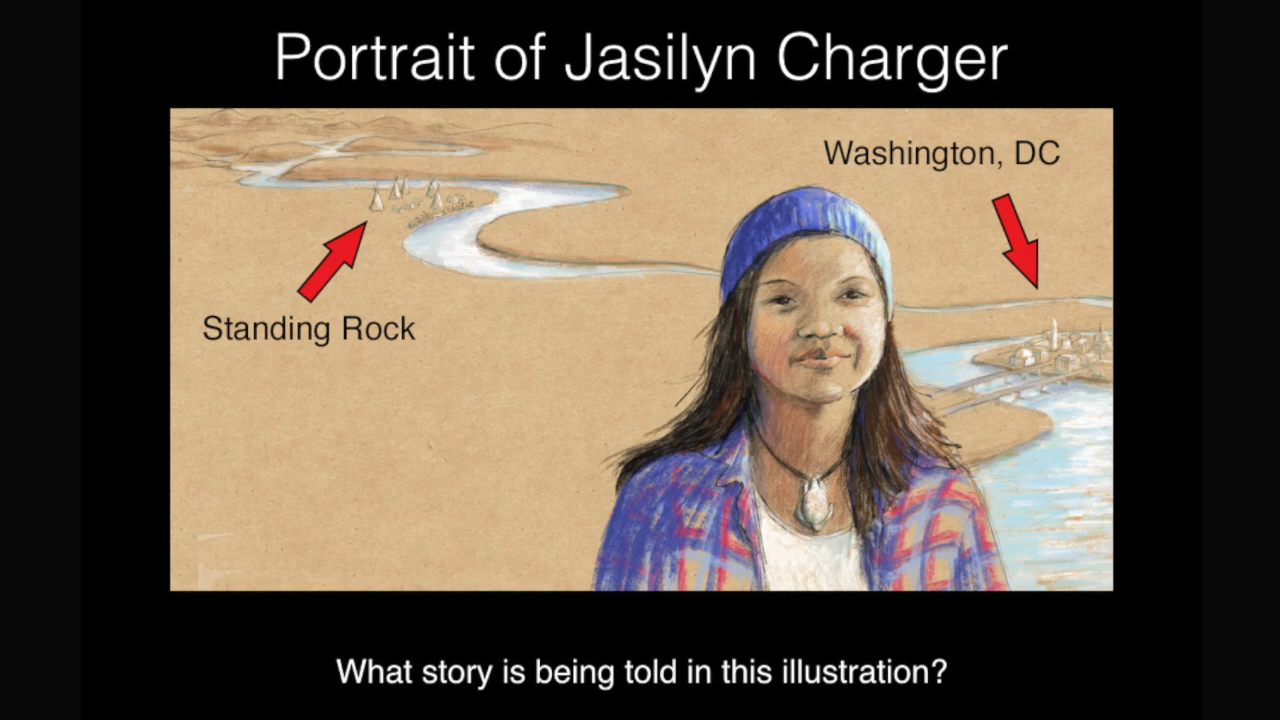 Portrait of Jasilyn Charger
Washington, DC
Standing Rock
What story is being told in this illustration?